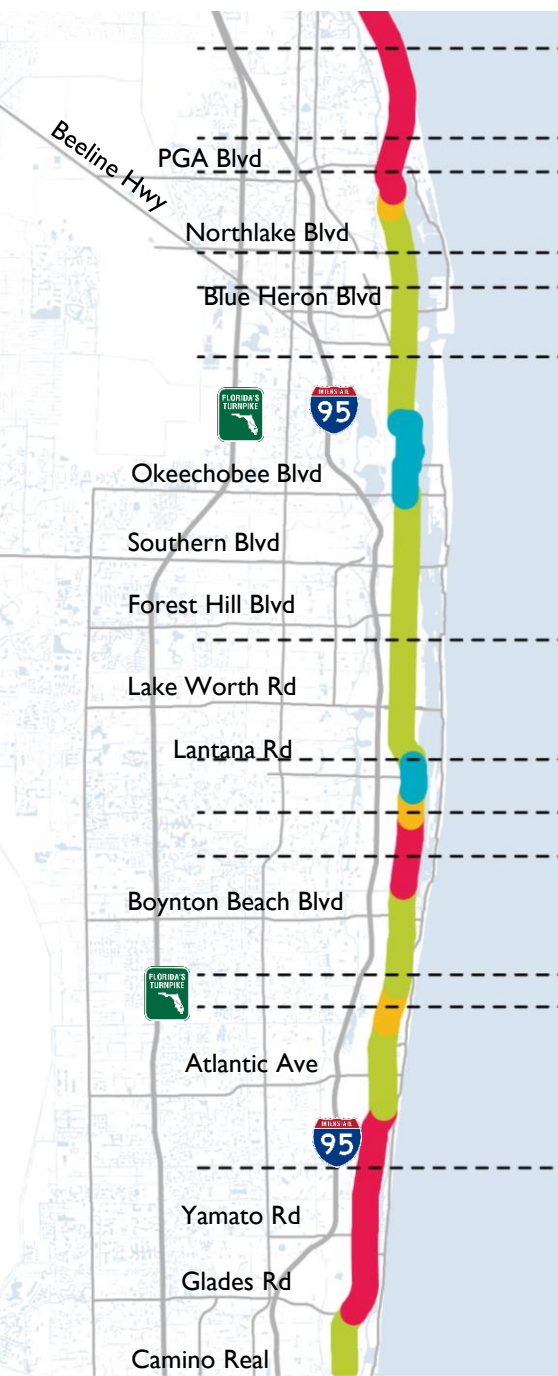 PGA Blvd
Beeline Hwy
Northlake Blvd
Blue Heron Blvd
FLORIDA'S
TURNPIKE
INTERSTATE
95
Okeechobee Blvd
Southern Blvd
Forest Hill Blvd
Lake Worth Rd
Lantana Rd
Boynton Beach Blvd
FLORIDA'S
TURNPIKE
Atlantic Ave
INTERSTATE
95
Yamato Rd
Glades Rd
Camino Real